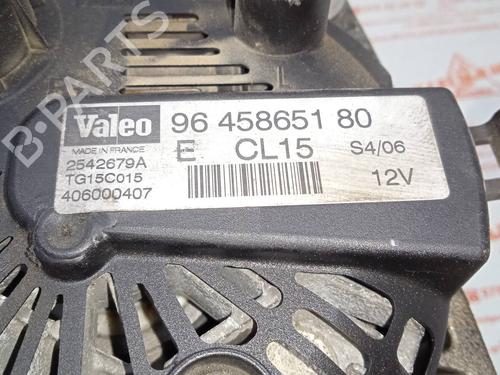 Valeo
96 458651 80
MADE IN FRANCE
E CL15 S4/06
2542679A
TG15C015
12V
406000407
B-PARTS